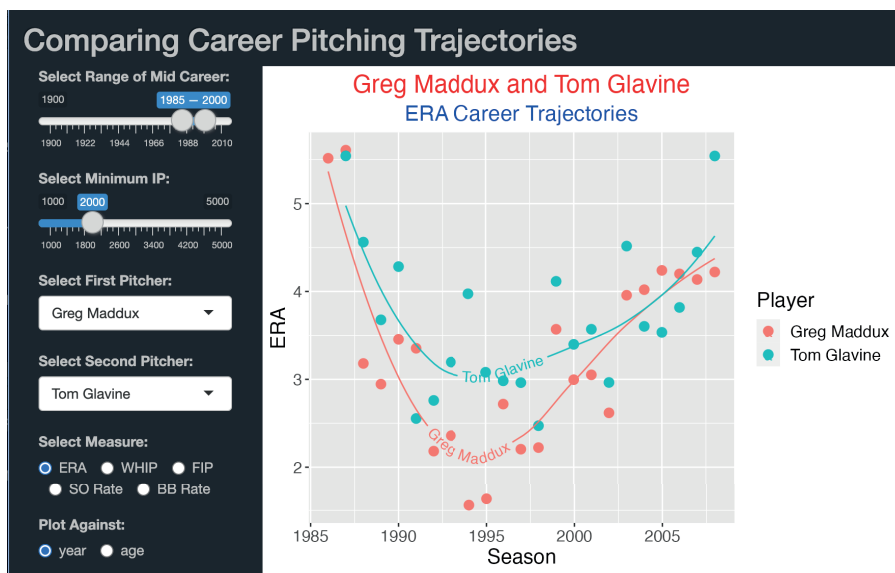 Comparing Career Pitching Trajectories
Select Range of Mid Career:
1900
1985 — 2000
1900 1922 1944 1966 1988 2010
Select Minimum IP:
1000 2000 5000
1000 1800 2600 3400 4200 5000
Select First Pitcher:
Greg Maddux
Select Second Pitcher:
Tom Glavine
Select Measure:
ERA WHIP FIP
SO Rate BB Rate
Plot Against:
year age
Greg Maddux and Tom Glavine
ERA Career Trajectories
ERA
5
4
3
2
Tom Glavine
Greg Maddux
1985 1990 1995 2000 2005
Season
Player
Greg Maddux
Tom Glavine